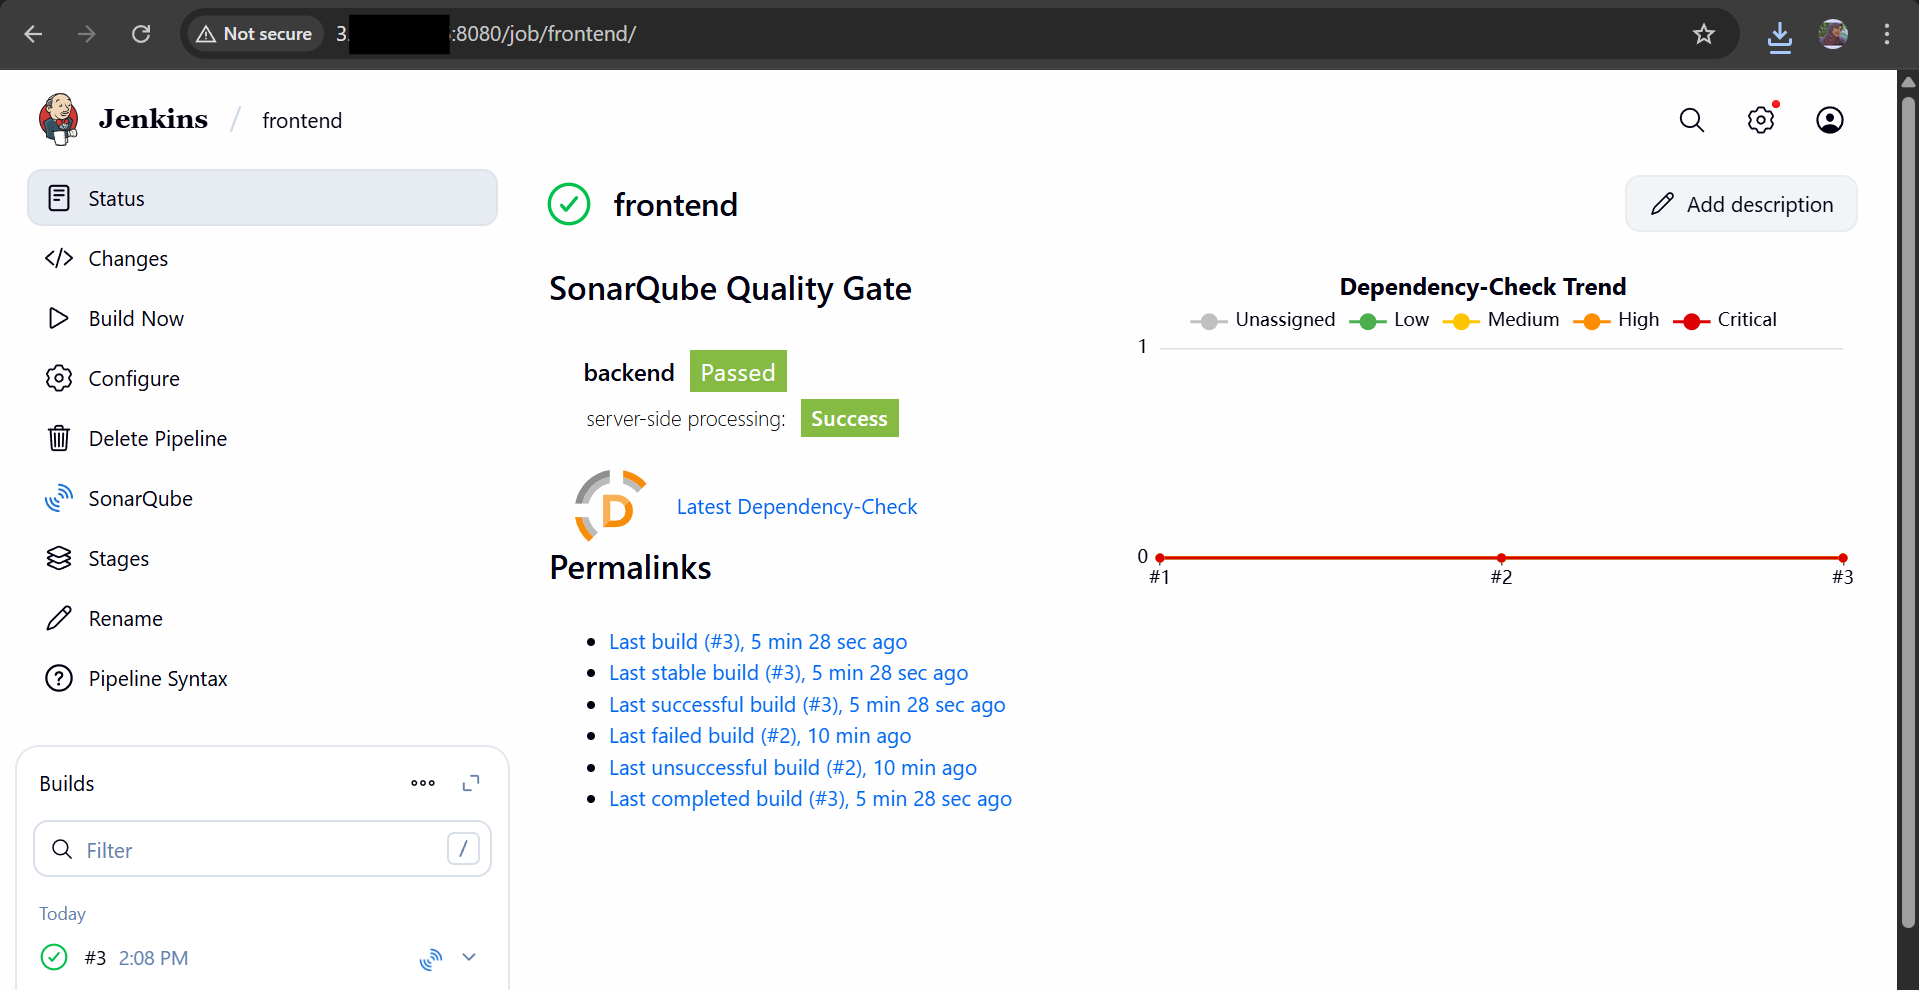 Not secure
3.
:8080/job/frontend/
Jenkins / frontend
Status
Changes
Build Now
Configure
Delete Pipeline
SonarQube
Stages
Rename
Pipeline Syntax
Builds
Filter /
Today
#3 2:08 PM
frontend
Add description
SonarQube Quality Gate
backend Passed
server-side processing: Success
D
Latest Dependency-Check
Permalinks
Last build (#3), 5 min 28 sec ago
Last stable build (#3), 5 min 28 sec ago
Last successful build (#3), 5 min 28 sec ago
Last failed build (#2), 10 min ago
Last unsuccessful build (#2), 10 min ago
Last completed build (#3), 5 min 28 sec ago
Dependency-Check Trend
Unassigned Low Medium High Critical
1
0
#1 #2 #3